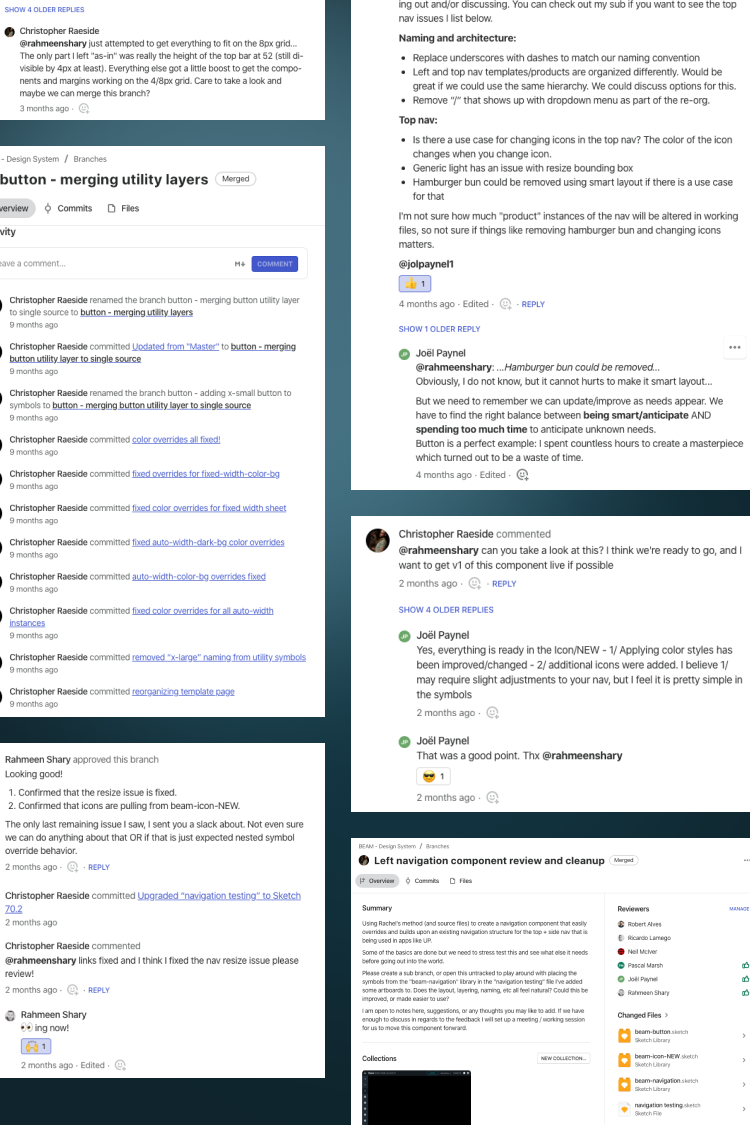 SHOW 4 OLDER REPLIES
Christopher Raeside
@rahmeenshary just attempted to get everything to fit on the 8px grid...
The only part I left "as-in" was really the height of the top bar at 52 (still di-
visible by 4px at least). Everything else got a little boost to get the compo-
nents and margins working on the 4/8px grid. Care to take a look and
maybe we can merge this branch?
3 months ago ·
- Design System / Branches
button - merging utility layers Merged
verview Commits Files
vity
eave a comment... M↓ COMMENT
Christopher Raeside renamed the branch button - merging button utility layer
to single source to button - merging utility layers
9 months ago
Christopher Raeside committed Updated from "Master" to button - merging
button utility layer to single source
9 months ago
Christopher Raeside renamed the branch button - adding x-small button to
symbols to button - merging button utility layer to single source
9 months ago
Christopher Raeside committed color overrides all fixed!
9 months ago
Christopher Raeside committed fixed overrides for fixed-width-color-bg
9 months ago
Christopher Raeside committed fixed color overrides for fixed width sheet
9 months ago
Christopher Raeside committed fixed auto-width-dark-bg color overrides
9 months ago
Christopher Raeside committed auto-width-color-bg overrides fixed
9 months ago
Christopher Raeside committed fixed color overrides for all auto-width
instances
9 months ago
Christopher Raeside committed removed "x-large" naming from utility symbols
9 months ago
Christopher Raeside committed reorganizing template page
9 months ago
Rahmeen Shary approved this branch
Looking good!
1. Confirmed that the resize issue is fixed.
2. Confirmed that icons are pulling from beam-icon-NEW.
The only last remaining issue I saw, I sent you a slack about. Not even sure
we can do anything about that OR if that is just expected nested symbol
override behavior.
2 months ago · · REPLY
Christopher Raeside committed Upgraded "navigation testing" to Sketch
70.2
2 months ago
Christopher Raeside commented
@rahmeenshary links fixed and I think I fixed the nav resize issue please
review!
2 months ago · · REPLY
Rahmeen Shary
👀 ing now!
🙌 1
2 months ago · Edited ·
ing out and/or discussing. You can check out my sub if you want to see the top
nav issues I list below.
Naming and architecture:
• Replace underscores with dashes to match our naming convention
• Left and top nav templates/products are organized differently. Would be
great if we could use the same hierarchy. We could discuss options for this.
• Remove "/" that shows up with dropdown menu as part of the re-org.
Top nav:
• Is there a use case for changing icons in the top nav? The color of the icon
changes when you change icon.
• Generic light has an issue with resize bounding box
• Hamburger bun could be removed using smart layout if there is a use case
for that
I'm not sure how much "product" instances of the nav will be altered in working
files, so not sure if things like removing hamburger bun and changing icons
matters.
@jolpaynel1
👍 1
4 months ago · Edited · · REPLY
SHOW 1 OLDER REPLY
JP Joël Paynel
@rahmeenshary: ...Hamburger bun could be removed...
Obviously, I do not know, but it cannot hurts to make it smart layout...
But we need to remember we can update/improve as needs appear. We
have to find the right balance between being smart/anticipate AND
spending too much time to anticipate unknown needs.
Button is a perfect example: I spent countless hours to create a masterpiece
which turned out to be a waste of time.
4 months ago · Edited ·
Christopher Raeside commented
@rahmeenshary can you take a look at this? I think we're ready to go, and I
want to get v1 of this component live if possible
2 months ago · · REPLY
SHOW 4 OLDER REPLIES
JP Joël Paynel
Yes, everything is ready in the Icon/NEW - 1/ Applying color styles has
been improved/changed - 2/ additional icons were added. I believe 1/
may require slight adjustments to your nav, but I feel it is pretty simple in
the symbols
2 months ago ·
JP Joël Paynel
That was a good point. Thx @rahmeenshary
😎 1
2 months ago ·
BEAM - Design System / Branches
Left navigation component review and cleanup Merged
Overview Commits Files
Summary
Using Rachel's method (and source files) to create a navigation component that easily
overrides and builds upon an existing navigation structure for the top + side nav that is
being used in apps like UP.
Some of the basics are done but we need to stress test this and see what else it needs
before going out into the world.
Please create a sub branch, or open this untracked to play around with placing the
symbols from the "beam-navigation" library in the "navigation testing" file I've added
some artboards to. Does the layout, layering, naming, etc all feel natural? Could this be
improved, or made easier to use?
I am open to notes here, suggestions, or any thoughts you may like to add. If we have
enough to discuss in regards to the feedback I will set up a meeting / working session
for us to move this component forward.
Collections NEW COLLECTION...
Reviewers MANAGE
Robert Alves
Ricardo Lamego
Neil McIver
Pascal Marsh
Joël Paynel
Rahmeen Shary
Changed Files
beam-button.sketch
Sketch Library
beam-icon-NEW.sketch
Sketch Library
beam-navigation.sketch
Sketch Library
navigation testing.sketch
Sketch File